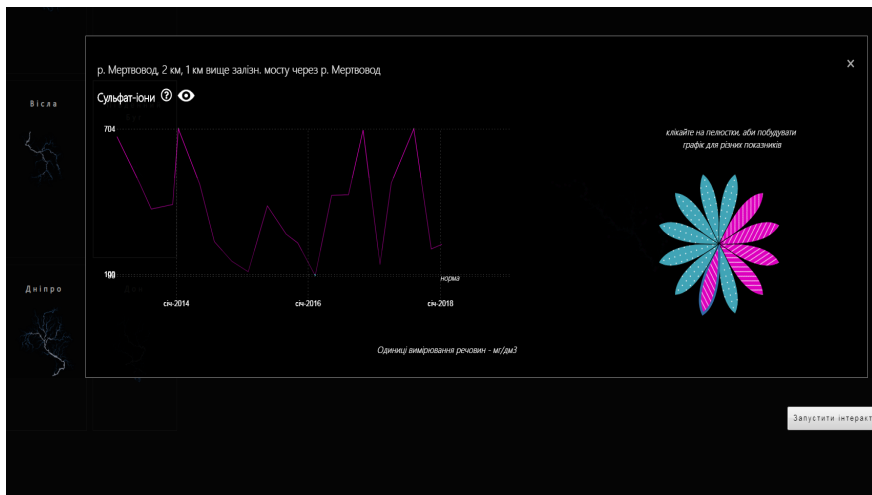 р. Мертвовод, 2 км, 1 км вище залізн. мосту через р. Мертвовод
×
Вісла
Сульфат-іони ?
704
клікайте на пелюстки, аби побудувати
графік для різних показників
норма
Дніпро
січ-2014
січ-2016
січ-2018
Одиниці вимірювання речовин - мг/дм3
Запустити інтеракт